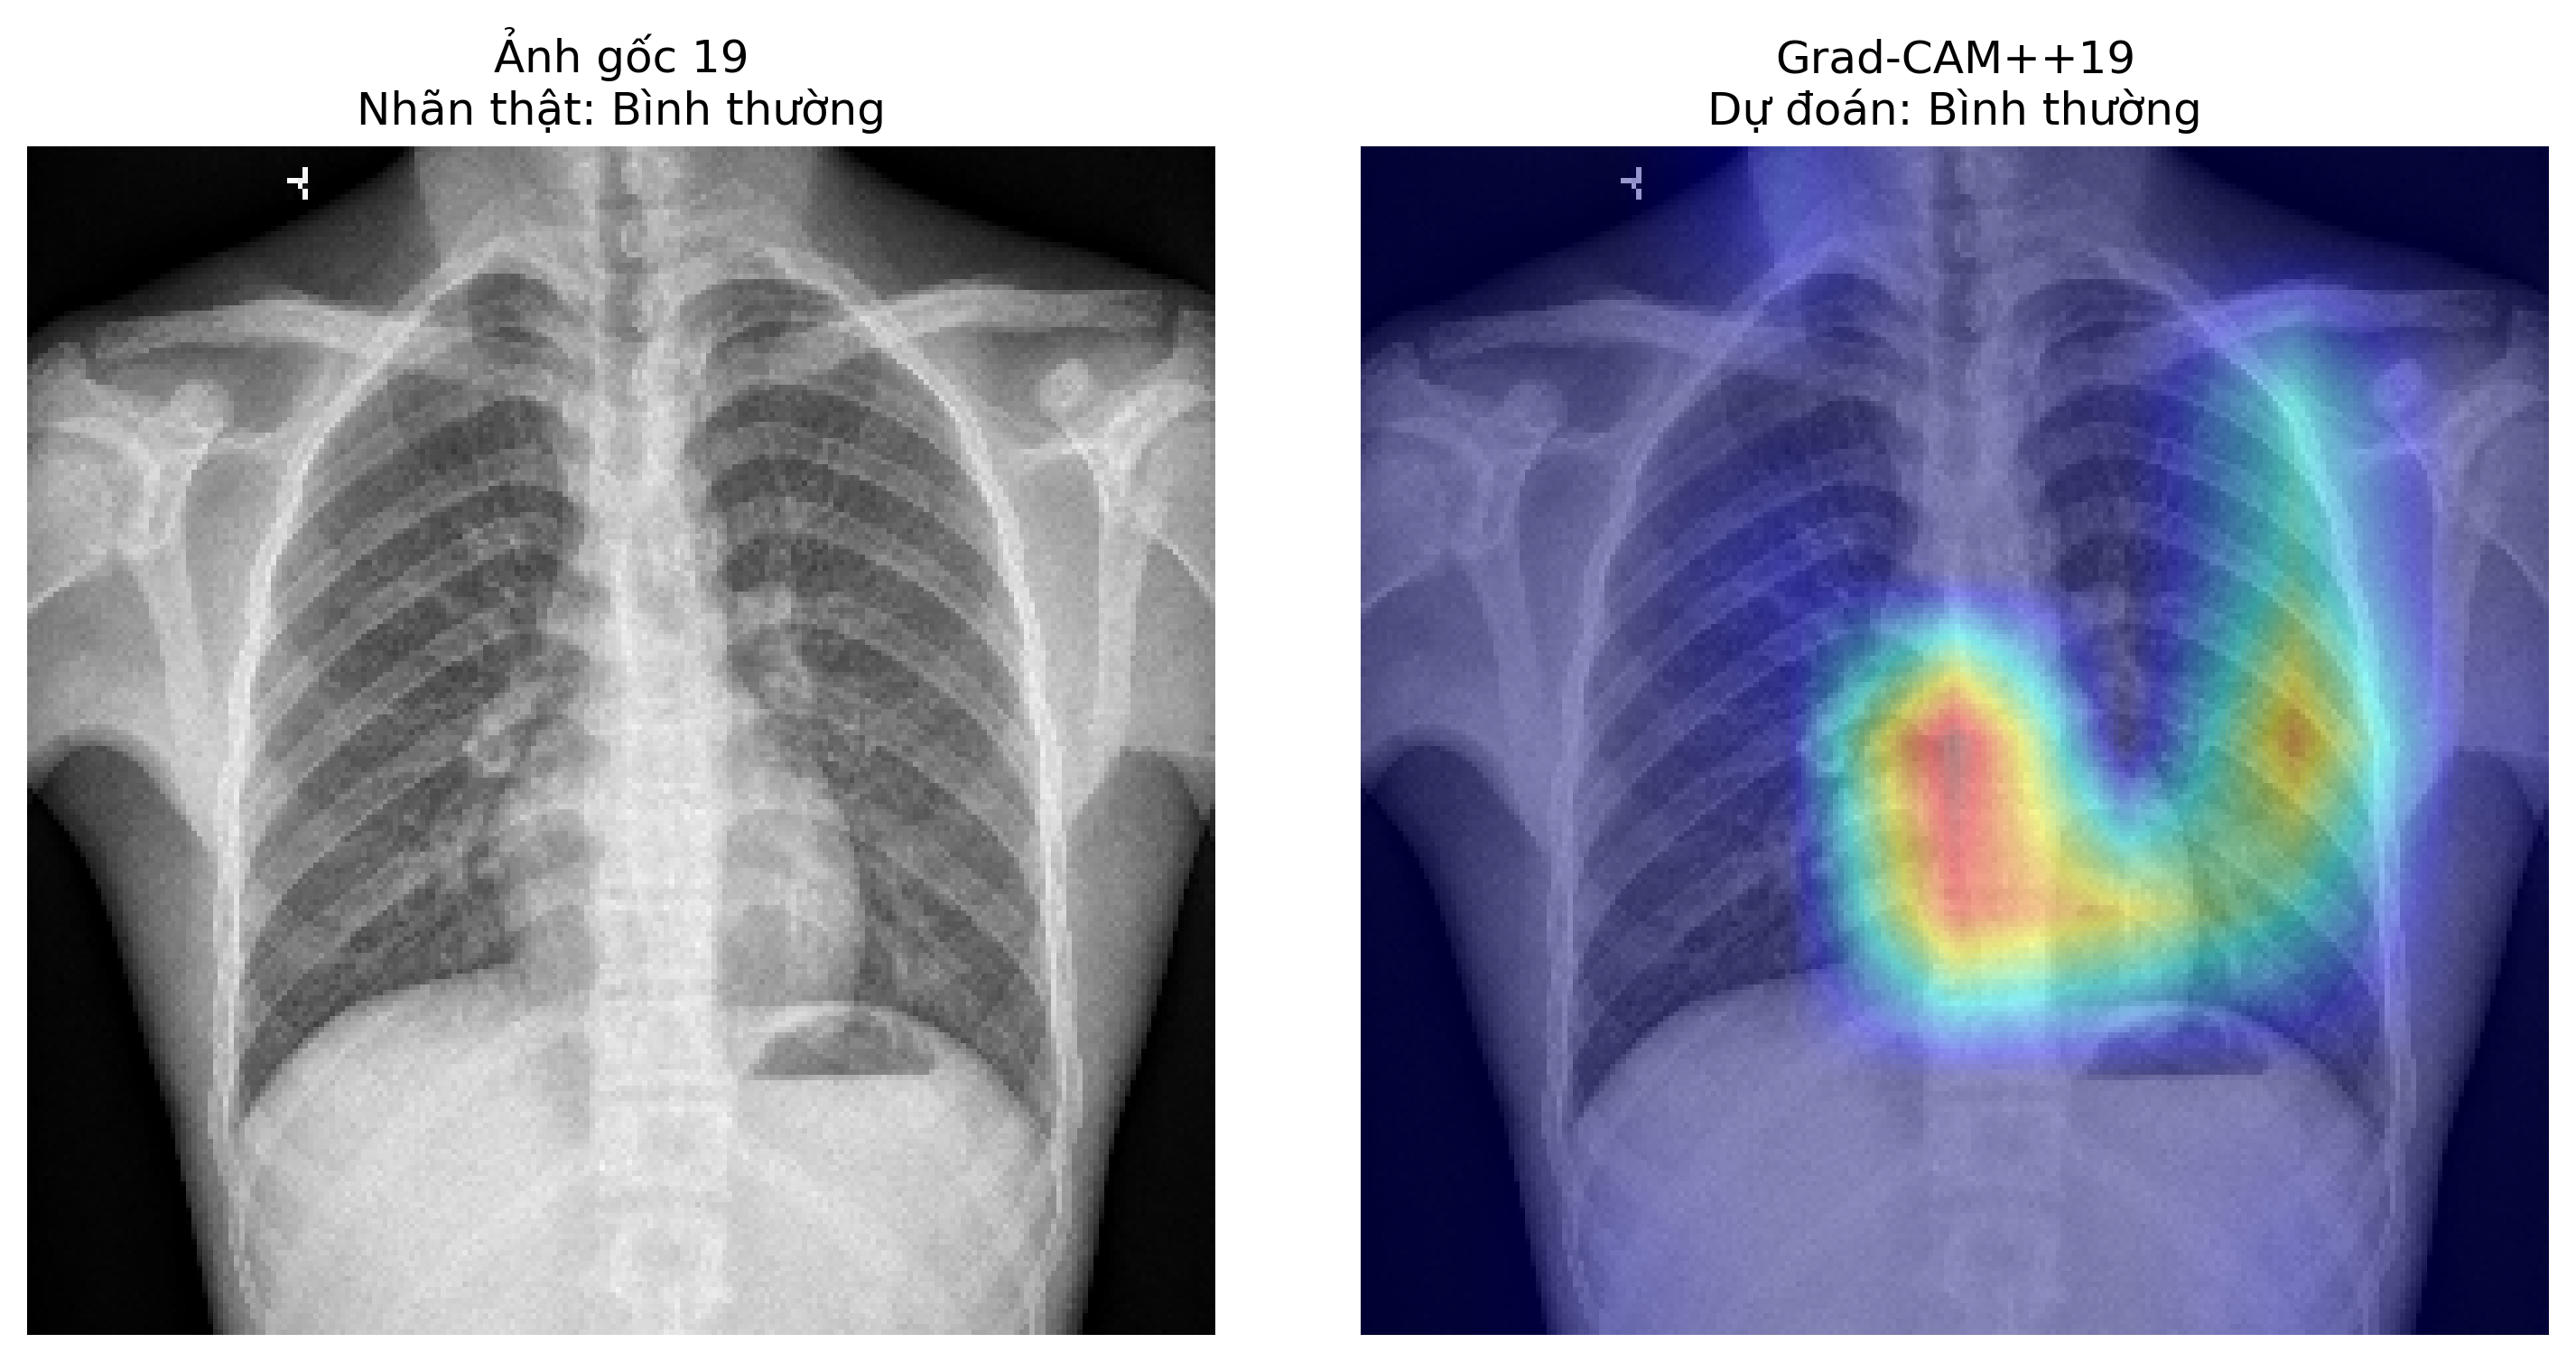 Ảnh gốc 19
Nhãn thật: Bình thường
Grad-CAM++19
Dự đoán: Bình thường